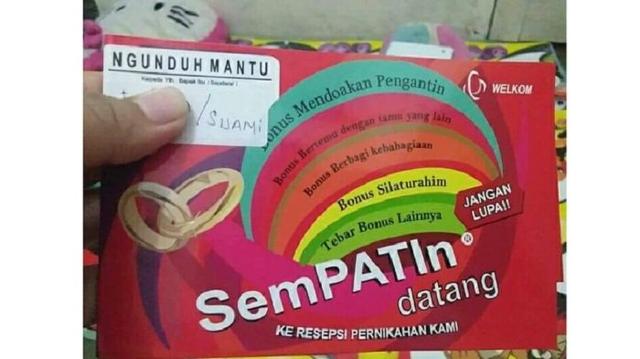 NGUNDUH MANTU
Kepada Yth. Bapak/Ibu/Saudara/i
/SUAMI
Bonus Mendoakan Pengantin
Bonus Bertemu dengan tamu yang lain
Bonus Berbagi kebahagiaan
Bonus Silaturahim
Tebar Bonus Lainnya
WELKOM
JANGAN
LUPA!!
SemPATIn®
datang
KE RESEPSI PERNIKAHAN KAMI